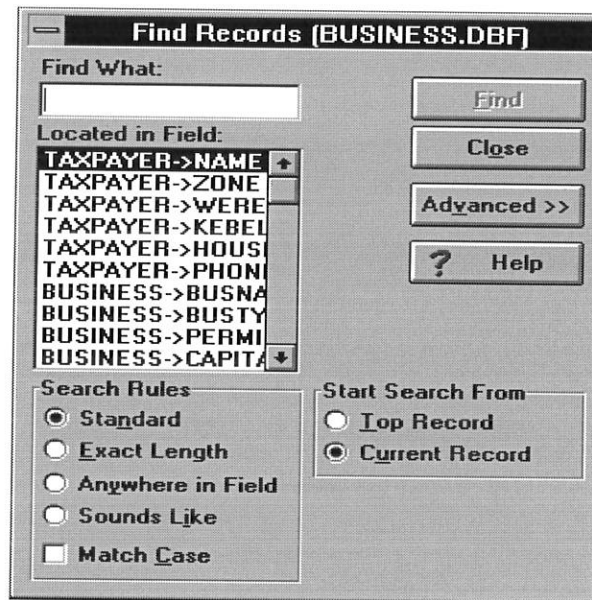 Find Records (BUSINESS.DBF)
Find What:
Find
Located in Field:
Close
TAXPAYER->NAME
TAXPAYER->ZONE
TAXPAYER->WERE
TAXPAYER->KEBEL
TAXPAYER->HOUS
TAXPAYER->PHON
BUSINESS->BUSNA
BUSINESS->BUSTY
BUSINESS->PERMI
BUSINESS->CAPITA
Advanced >>
? Help
Search Rules
Standard
Exact Length
Anywhere in Field
Sounds Like
Match Case
Start Search From
Top Record
Current Record